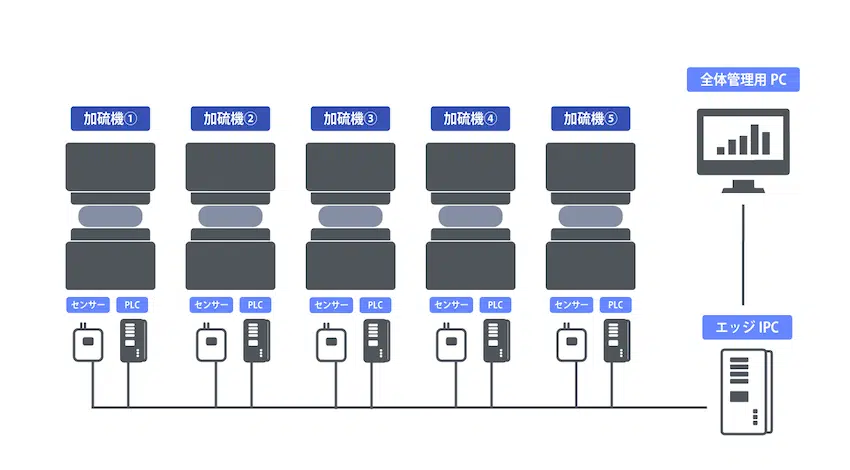 全体管理用 PC
加硫機①
加硫機②
加硫機③
加硫機④
加硫機⑤
センサー
PLC
センサー
PLC
センサー
PLC
センサー
PLC
センサー
PLC
エッジ IPC